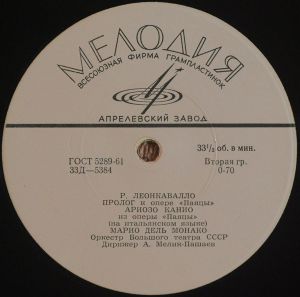 МЕЛОДИЯ
ВСЕСОЮЗНАЯ ФИРМА ГРАМПЛАСТИНОК
АПРЕЛЕВСКИЙ ЗАВОД
33⅓ об. в мин.
ГОСТ 5289-61
Вторая гр.
33Д—5384
0-70
Р. ЛЕОНКАВАЛЛО
ПРОЛОГ к опере «Паяцы»
АРИОЗО КАНИО
из оперы «Паяцы»
(на итальянском языке)
МАРИО ДЕЛЬ МОНАКО
Оркестр Большого театра СССР
Дирижер А. Мелик-Пашаев